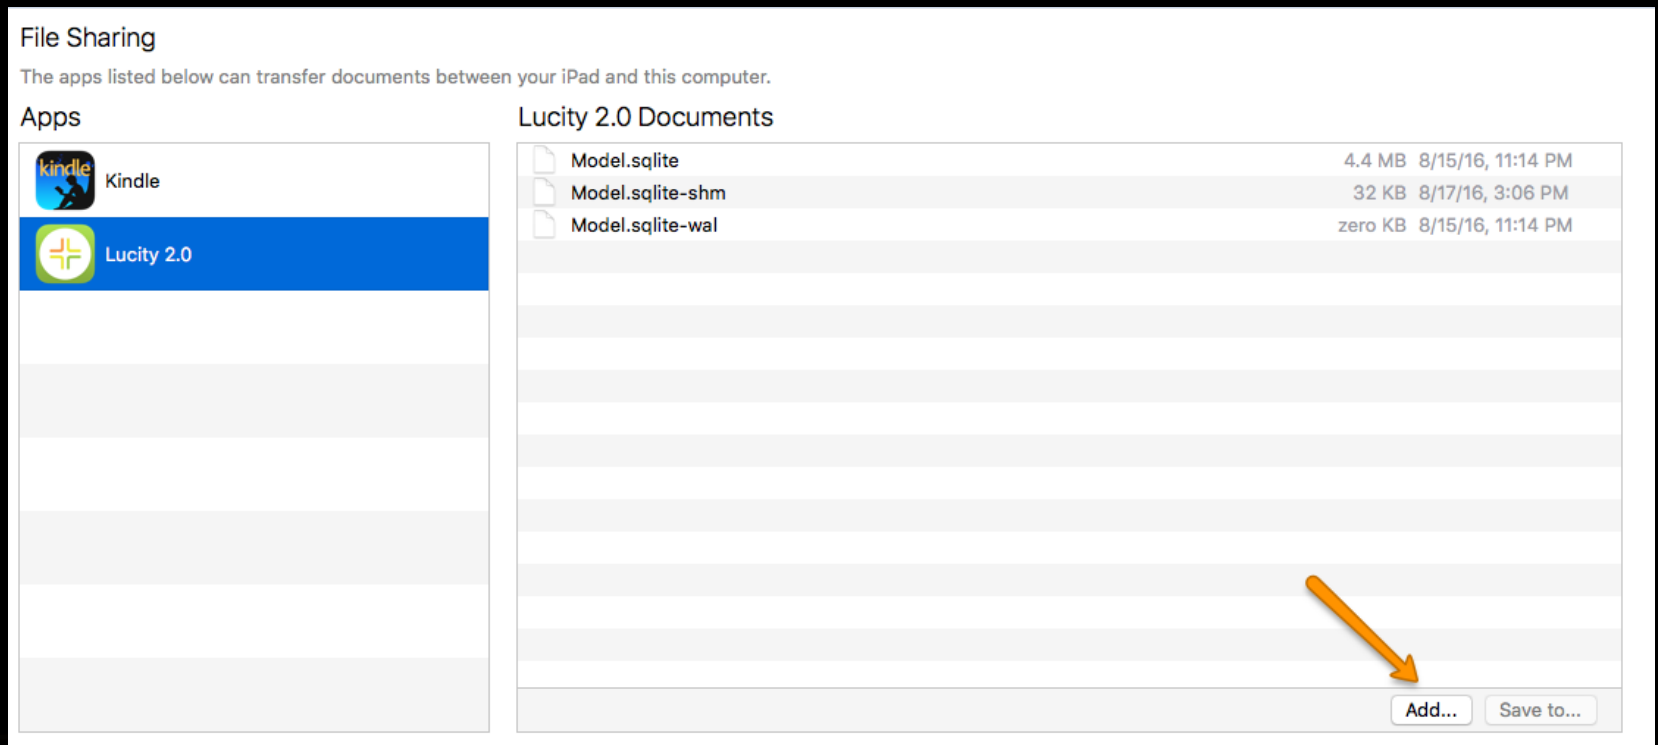 File Sharing
The apps listed below can transfer documents between your iPad and this computer.
Apps
kindle
Kindle
Lucity 2.0
Lucity 2.0 Documents
Model.sqlite 4.4 MB 8/15/16, 11:14 PM
Model.sqlite-shm 32 KB 8/17/16, 3:06 PM
Model.sqlite-wal zero KB 8/15/16, 11:14 PM
Add... Save to...